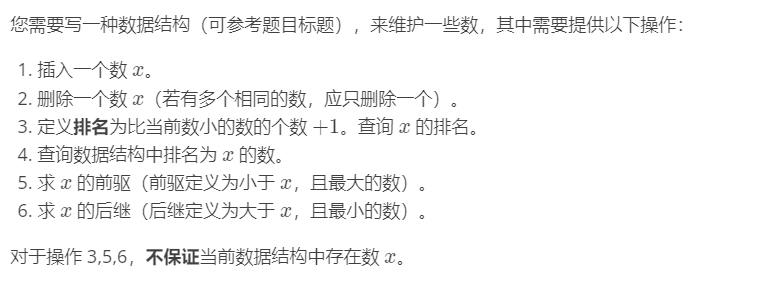 您需要写一种数据结构（可参考题目标题），来维护一些数，其中需要提供以下操作：
1. 插入一个数 x。
2. 删除一个数 x（若有多个相同的数，应只删除一个）。
3. 定义排名为比当前数小的数的个数 +1。查询 x 的排名。
4. 查询数据结构中排名为 x 的数。
5. 求 x 的前驱（前驱定义为小于 x，且最大的数）。
6. 求 x 的后继（后继定义为大于 x，且最小的数）。
对于操作 3,5,6，不保证当前数据结构中存在数 x。